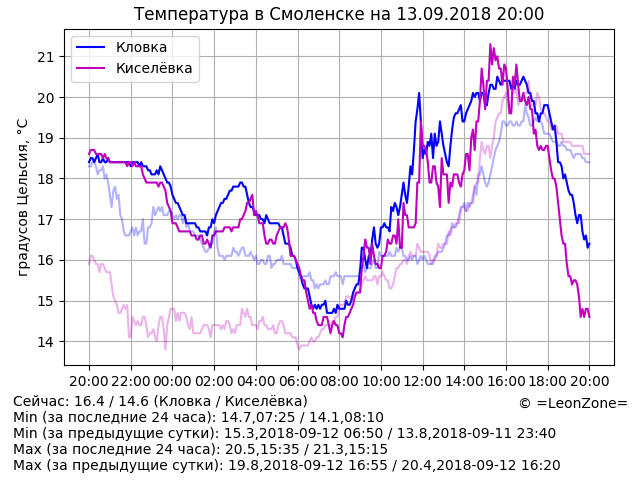 Температура в Смоленске на 13.09.2018 20:00
Кловка
Киселёвка
градусов Цельсия, °C
21
20
19
18
17
16
15
14
20:00 22:00 00:00 02:00 04:00 06:00 08:00 10:00 12:00 14:00 16:00 18:00 20:00
Сейчас: 16.4 / 14.6 (Кловка / Киселёвка)
© =LeonZone=
Min (за последние 24 часа): 14.7,07:25 / 14.1,08:10
Min (за предыдущие сутки): 15.3,2018-09-12 06:50 / 13.8,2018-09-11 23:40
Max (за последние 24 часа): 20.5,15:35 / 21.3,15:15
Max (за предыдущие сутки): 19.8,2018-09-12 16:55 / 20.4,2018-09-12 16:20